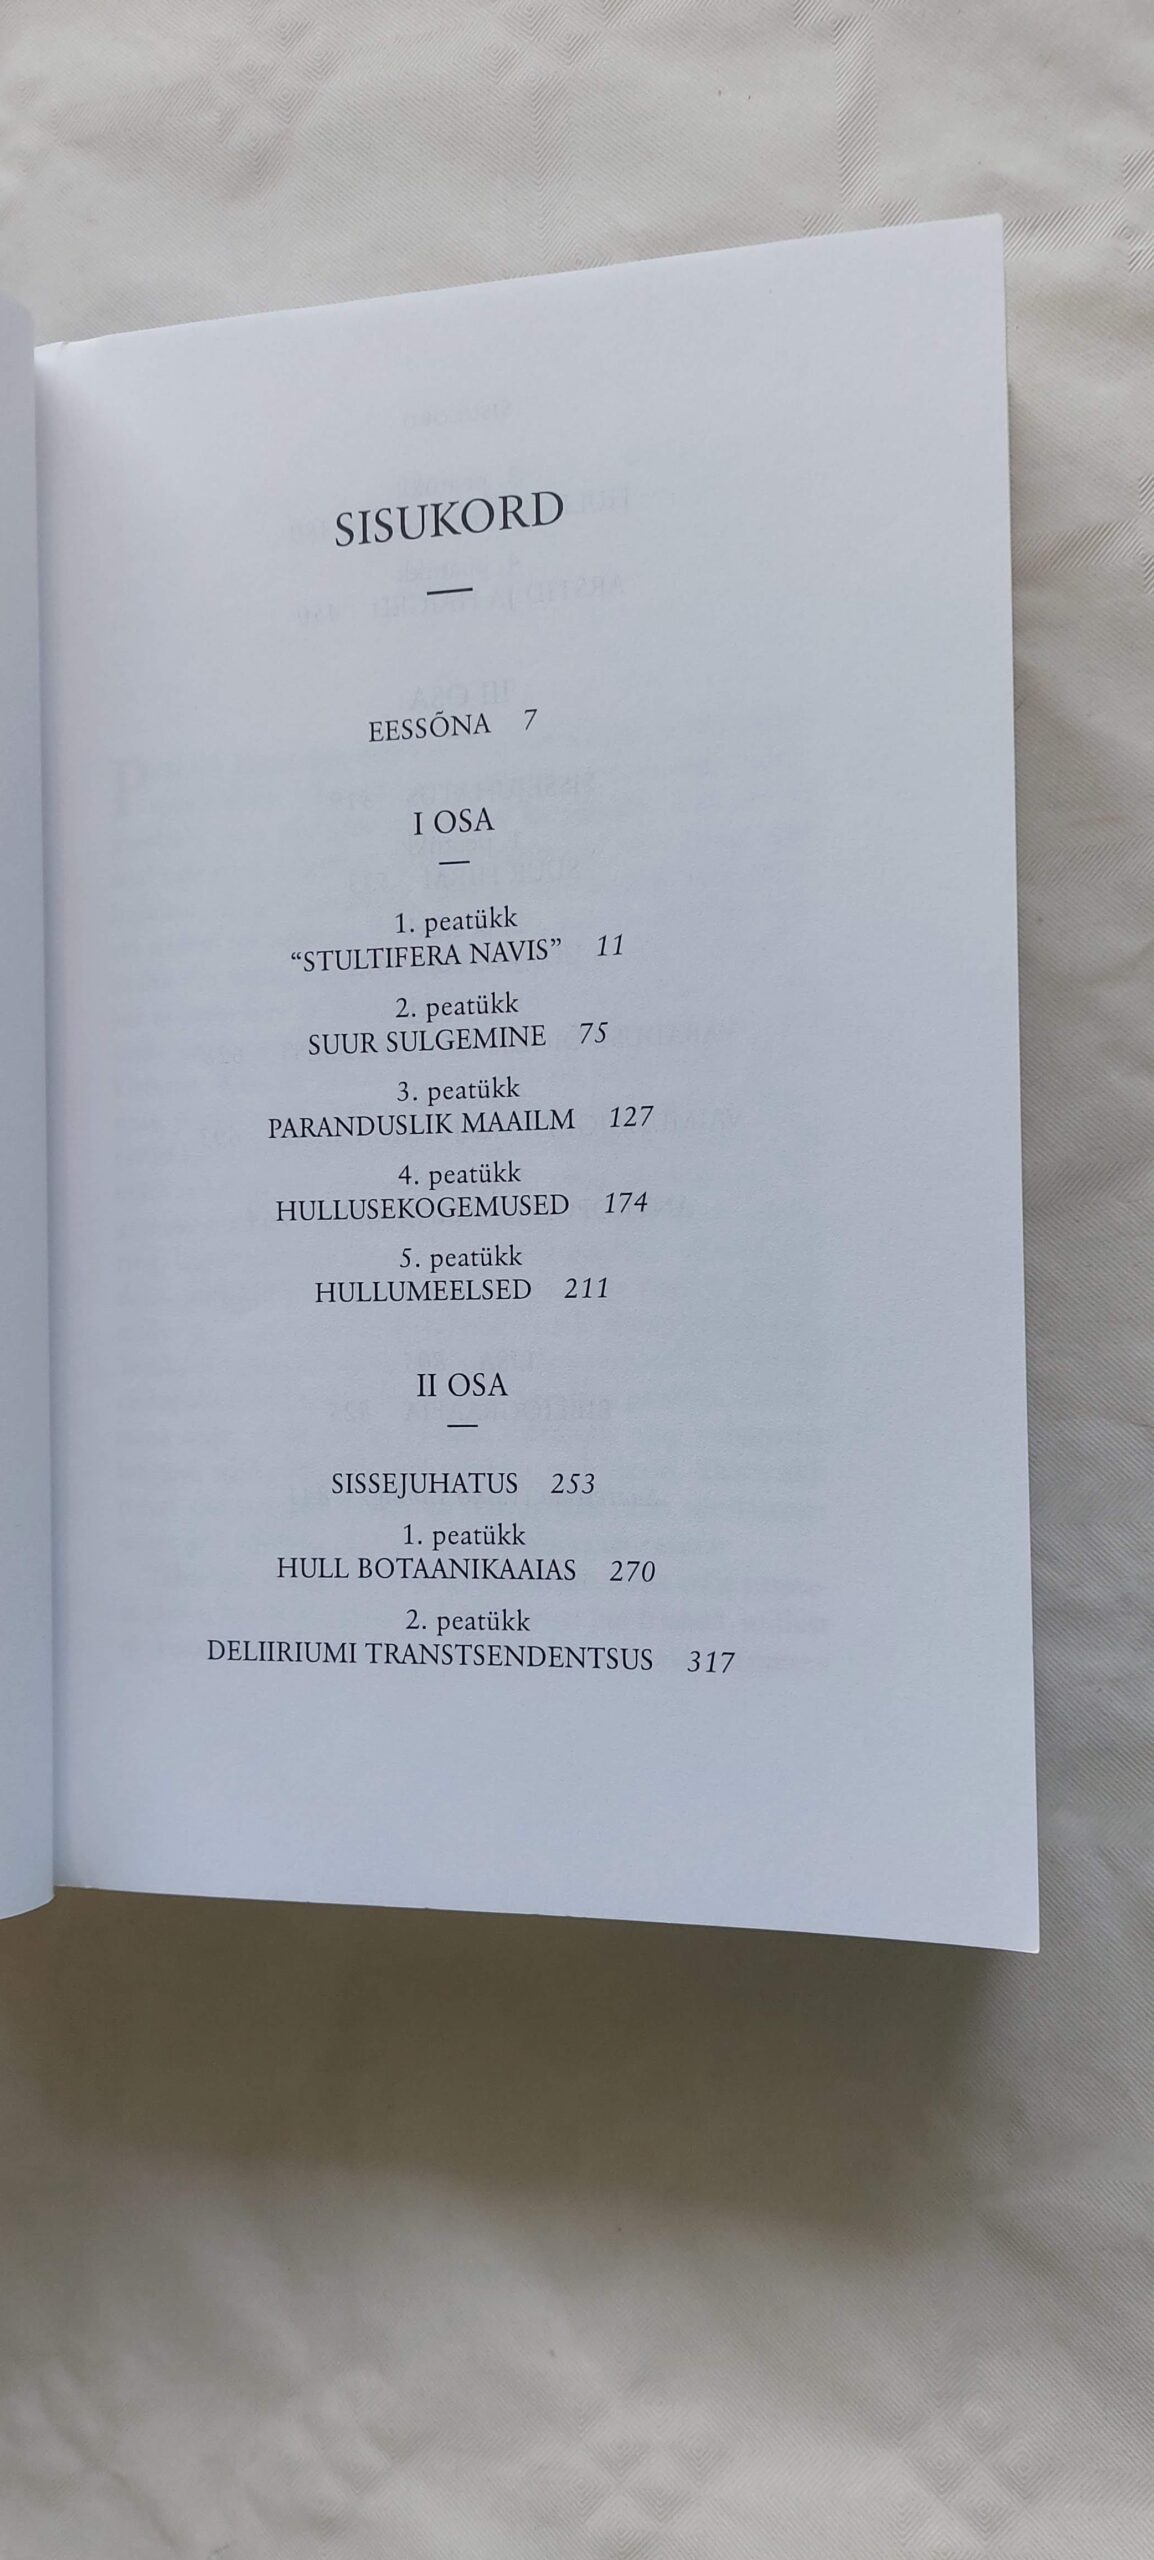 SISUKORD
EESSÕNA 7
I OSA
1. peatükk
“STULTIFERA NAVIS” 11
2. peatükk
SUUR SULGEMINE 75
3. peatükk
PARANDUSLIK MAAILM 127
4. peatükk
HULLUSEKOGEMUSED 174
5. peatükk
HULLUMEELSED 211
II OSA
SISSEJUHATUS 253
1. peatükk
HULL BOTAANIKAAIAS 270
2. peatükk
DELIIRIUMI TRANSTSENDENTSUS 317